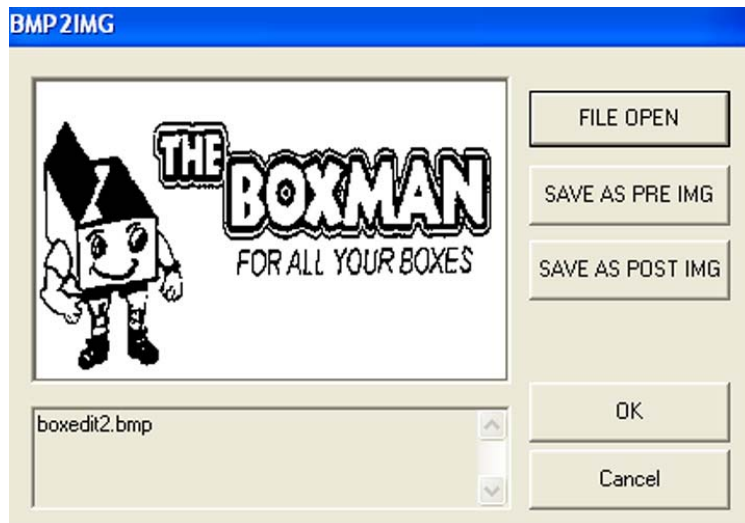 BMP2IMG
THE
BOXMAN
FOR ALL YOUR BOXES
boxedit2.bmp
FILE OPEN
SAVE AS PRE IMG
SAVE AS POST IMG
OK
Cancel